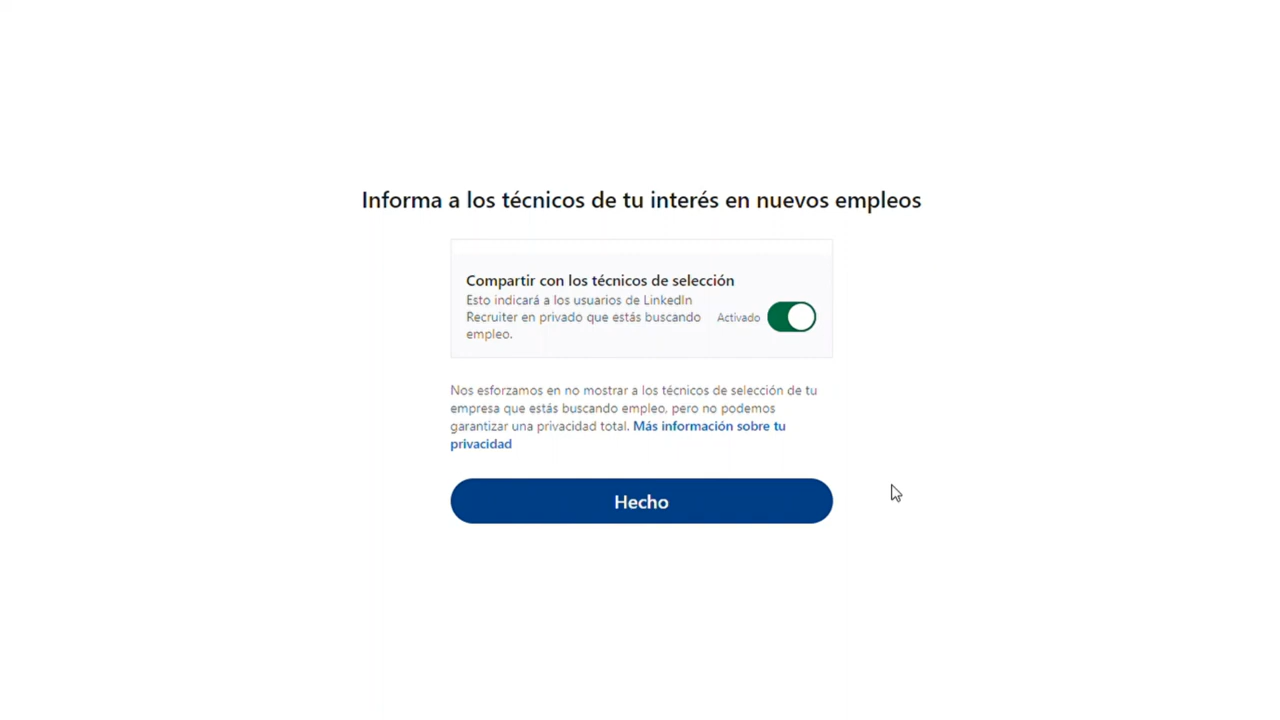 Informa a los técnicos de tu interés en nuevos empleos
Compartir con los técnicos de selección
Esto indicará a los usuarios de LinkedIn
Recruiter en privado que estás buscando
empleo.
Activado
Nos esforzamos en no mostrar a los técnicos de selección de tu
empresa que estás buscando empleo, pero no podemos
garantizar una privacidad total. Más información sobre tu
privacidad
Hecho